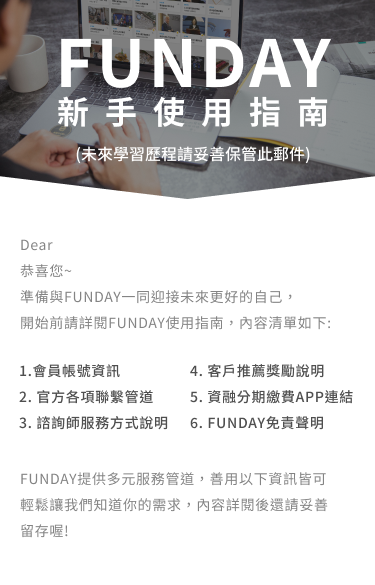 FUNDAY
新手使用指南
(未來學習歷程請妥善保管此郵件)
Dear
恭喜您~
準備與FUNDAY一同迎接未來更好的自己，
開始前請詳閱FUNDAY使用指南，內容清單如下:
1.會員帳號資訊
2. 官方各項聯繫管道
3. 諮詢師服務方式說明
4. 客戶推薦獎勵說明
5. 資融分期繳費APP連結
6. FUNDAY免責聲明
FUNDAY提供多元服務管道，善用以下資訊皆可
輕鬆讓我們知道你的需求，內容詳閱後還請妥善
留存喔!